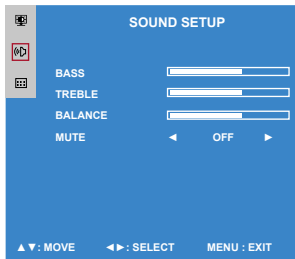 SOUND SETUP
BASS
TREBLE
BALANCE
MUTE ◄ OFF ►
▲▼: MOVE ◄►: SELECT MENU : EXIT